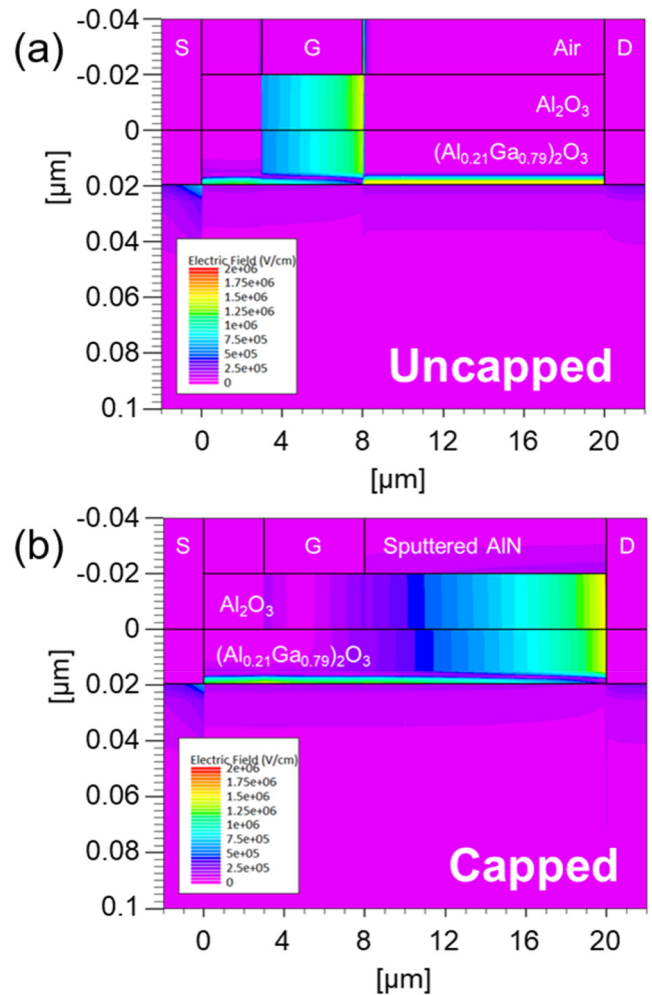 (a)
-0.04
-0.02
0
0.02
0.04
0.06
0.08
0.1
[µm]
S
G
Air
D
Al₂O₃
(Al₀.₂₁Ga₀.₇₉)₂O₃
Electric Field (V/cm)
2e+06
1.75e+06
1.5e+06
1.25e+06
1e+06
7.5e+05
5e+05
2.5e+05
0
Uncapped
0 4 8 12 16 20
[µm]
(b)
-0.04
-0.02
0
0.02
0.04
0.06
0.08
0.1
[µm]
S
G
Sputtered AlN
D
Al₂O₃
(Al₀.₂₁Ga₀.₇₉)₂O₃
Electric Field (V/cm)
2e+06
1.75e+06
1.5e+06
1.25e+06
1e+06
7.5e+05
5e+05
2.5e+05
0
Capped
0 4 8 12 16 20
[µm]